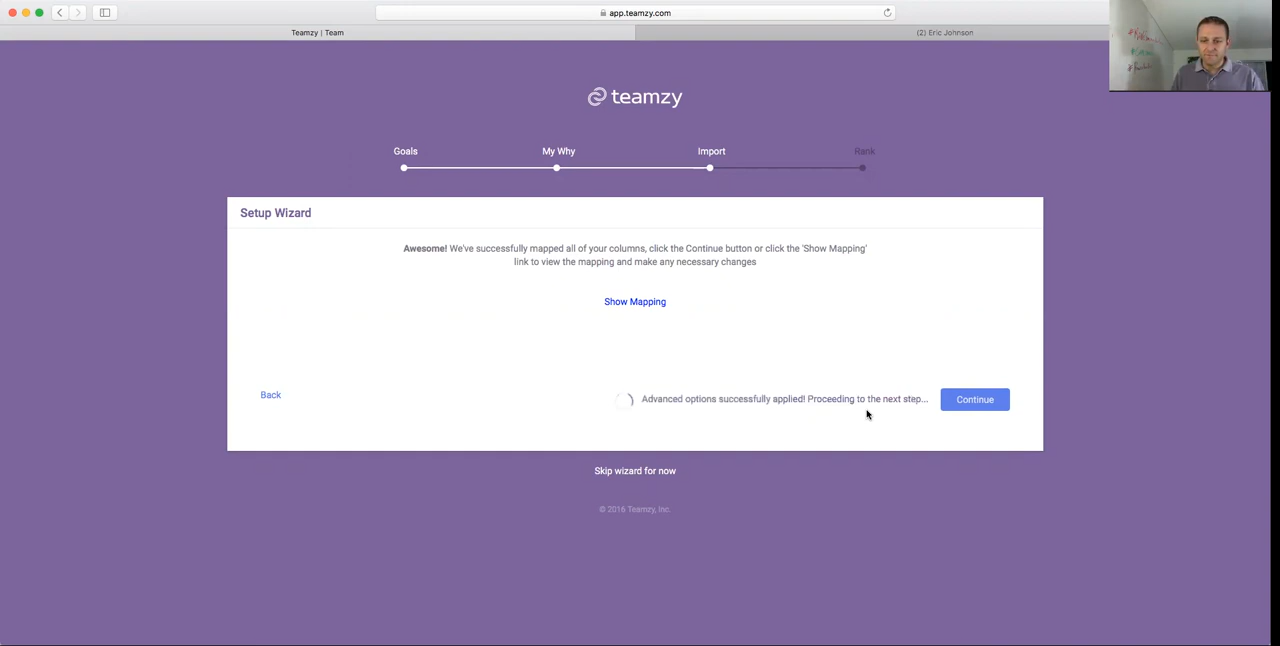 app.teamzy.com
Teamzy | Team
(2) Eric Johnson
teamzy
Goals
My Why
Import
Rank
Setup Wizard
Awesome! We've successfully mapped all of your columns, click the Continue button or click the 'Show Mapping'
link to view the mapping and make any necessary changes
Show Mapping
Back
Advanced options successfully applied! Proceeding to the next step...
Continue
Skip wizard for now
© 2016 Teamzy, Inc.